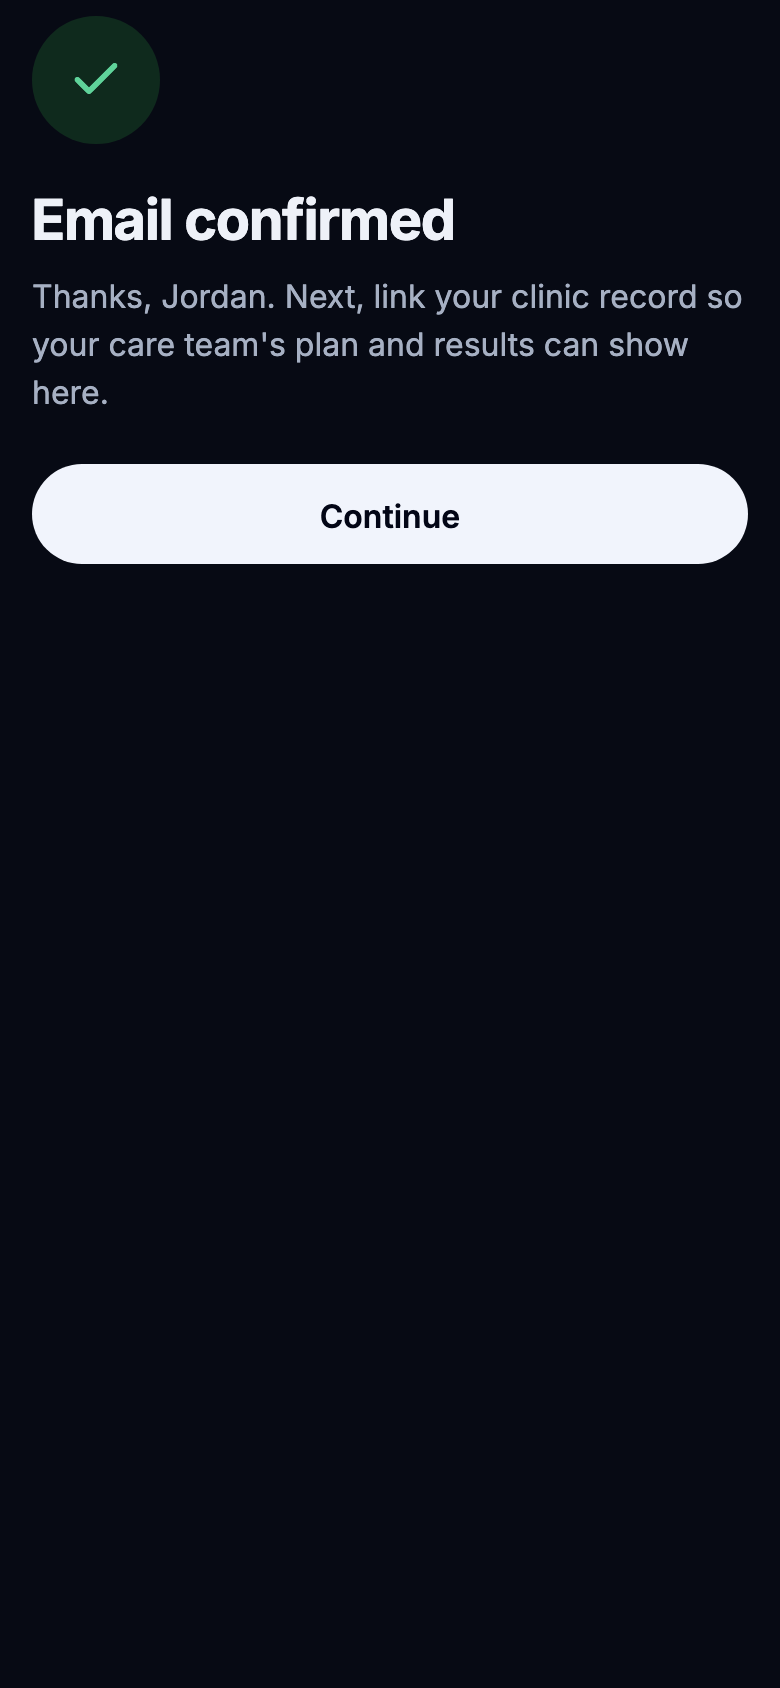 Email confirmed
Thanks, Jordan. Next, link your clinic record so
your care team's plan and results can show
here.
Continue